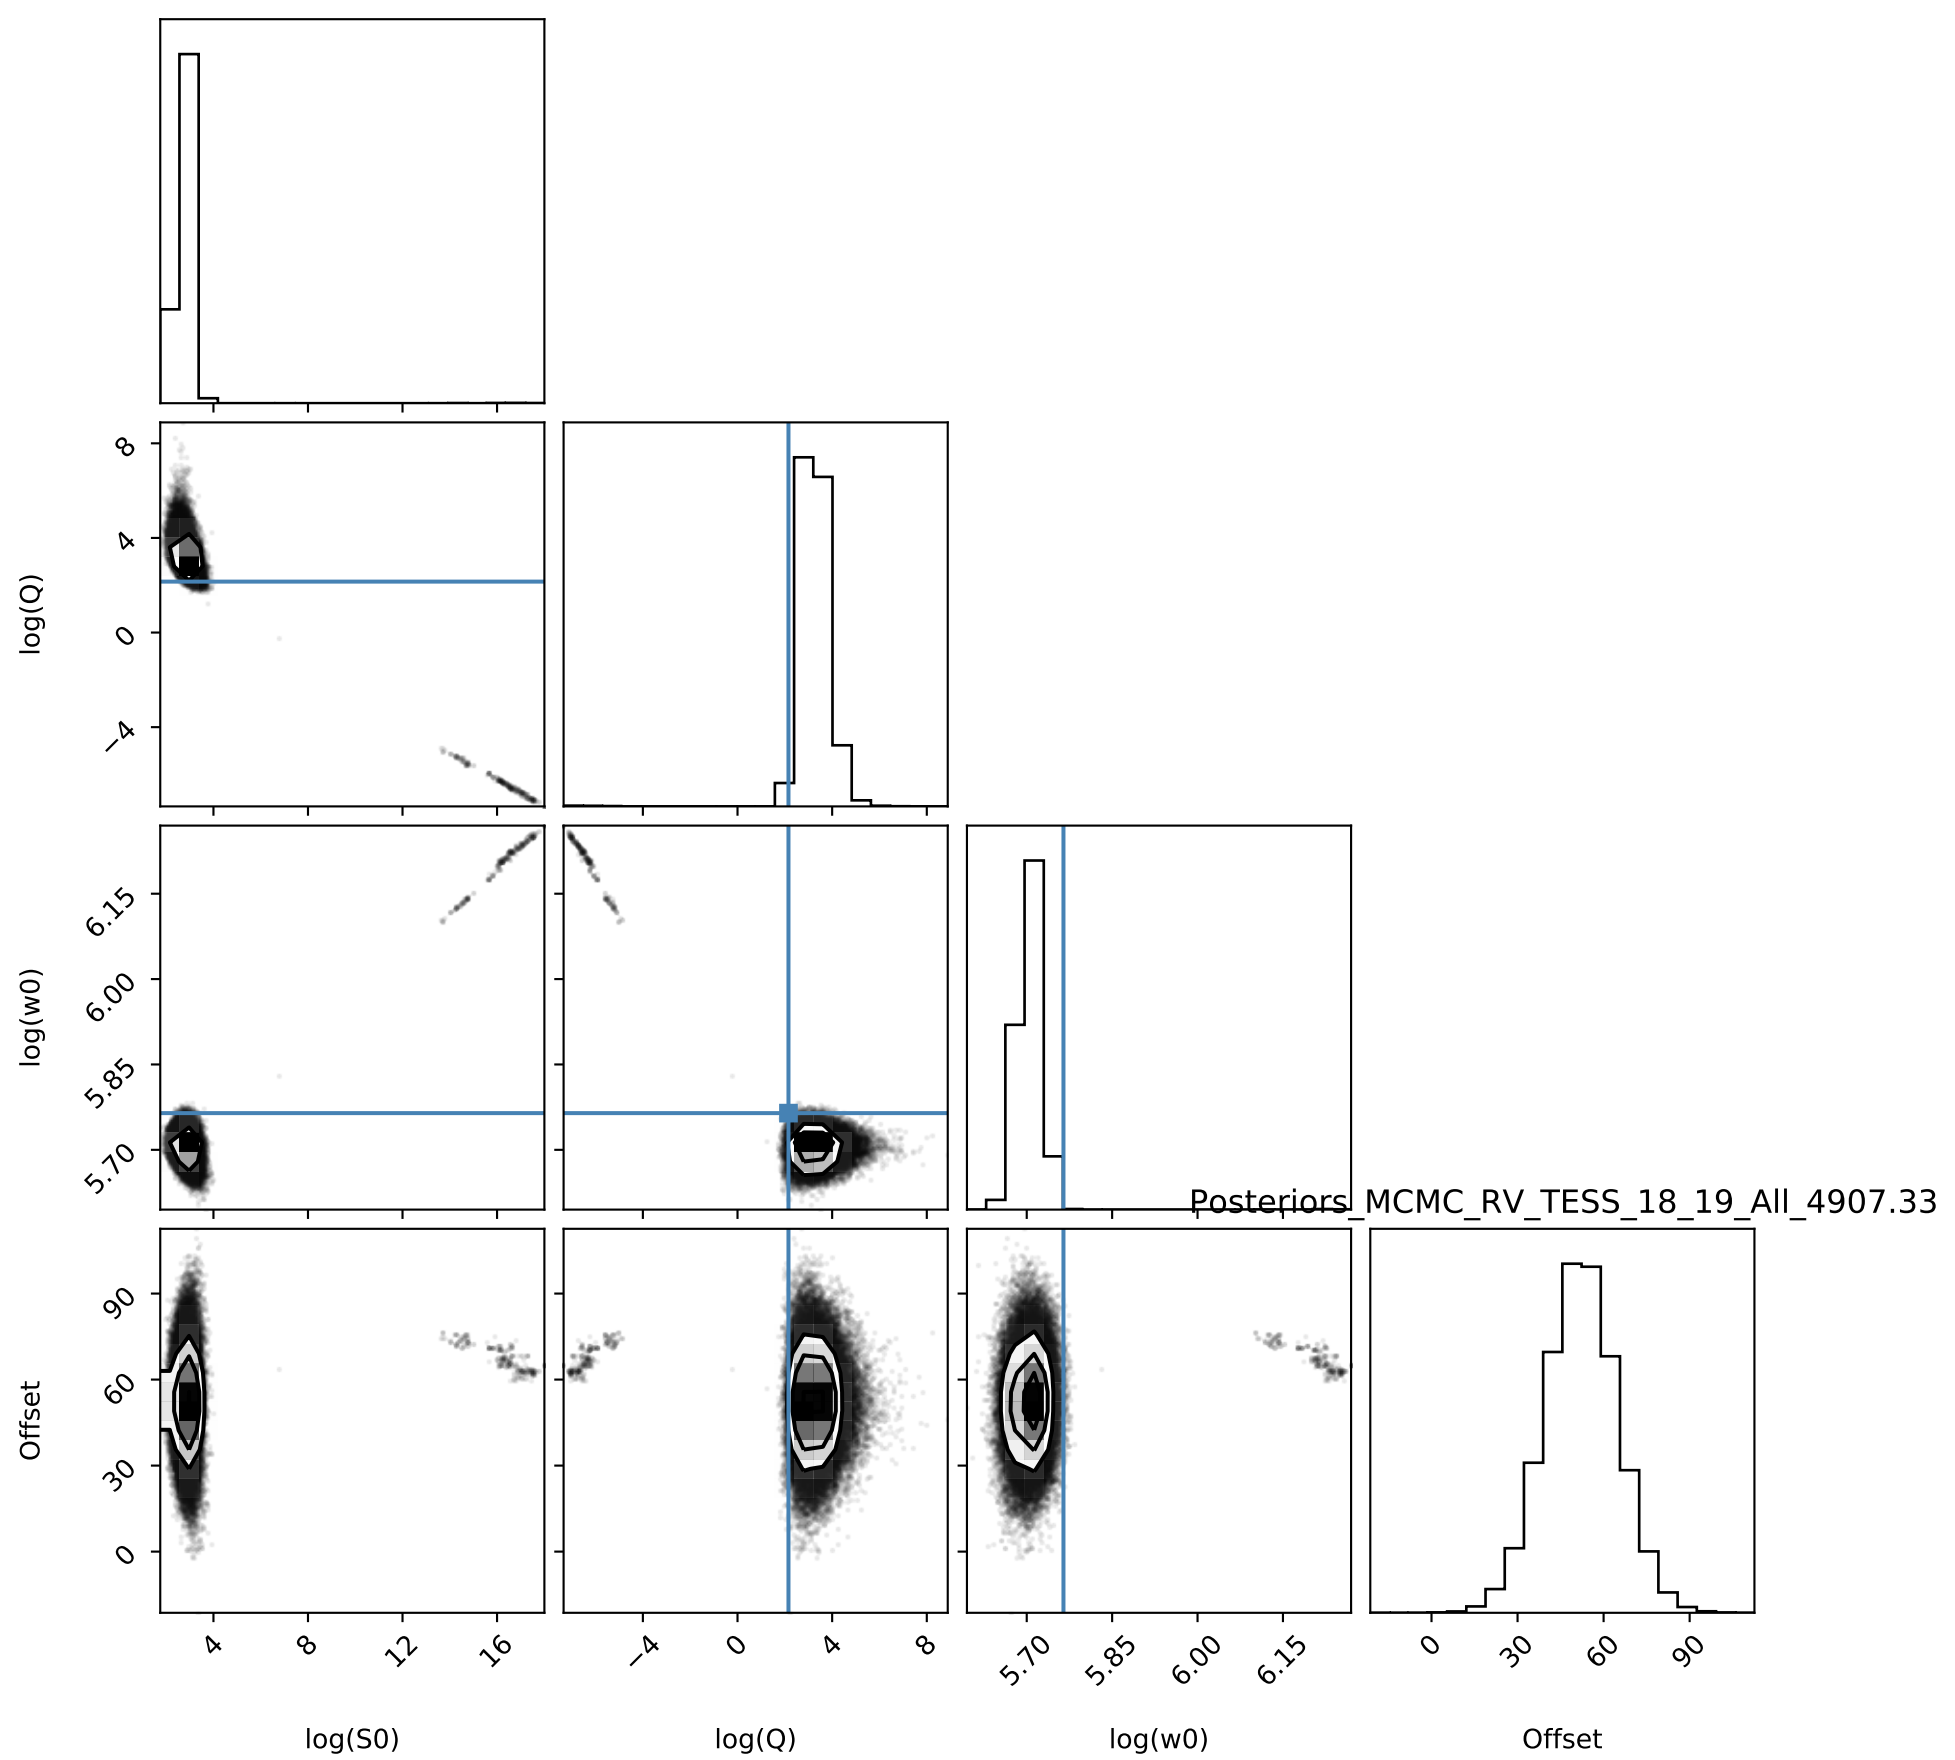 8
4
0
−4
log(Q)
6.15
6.00
5.85
5.70
log(w0)
Posteriors_MCMC_RV_TESS_18_19_All_4907.33
90
60
30
0
Offset
4 8 12 16
−4 0 4 8
5.70 5.85 6.00 6.15
0 30 60 90
log(S0) log(Q) log(w0) Offset